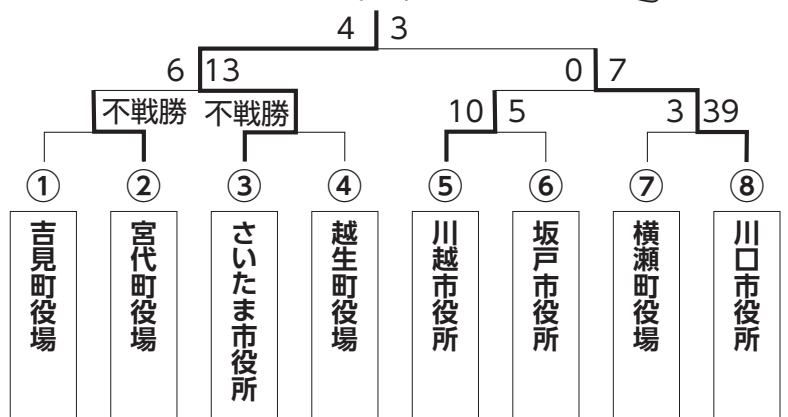 4 3
6 13 0 7
不戦勝 不戦勝 10 5 3 39
① ② ③ ④ ⑤ ⑥ ⑦ ⑧
吉見町役場
宮代町役場
さいたま市役所
越生町役場
川越市役所
坂戸市役所
横瀬町役場
川口市役所